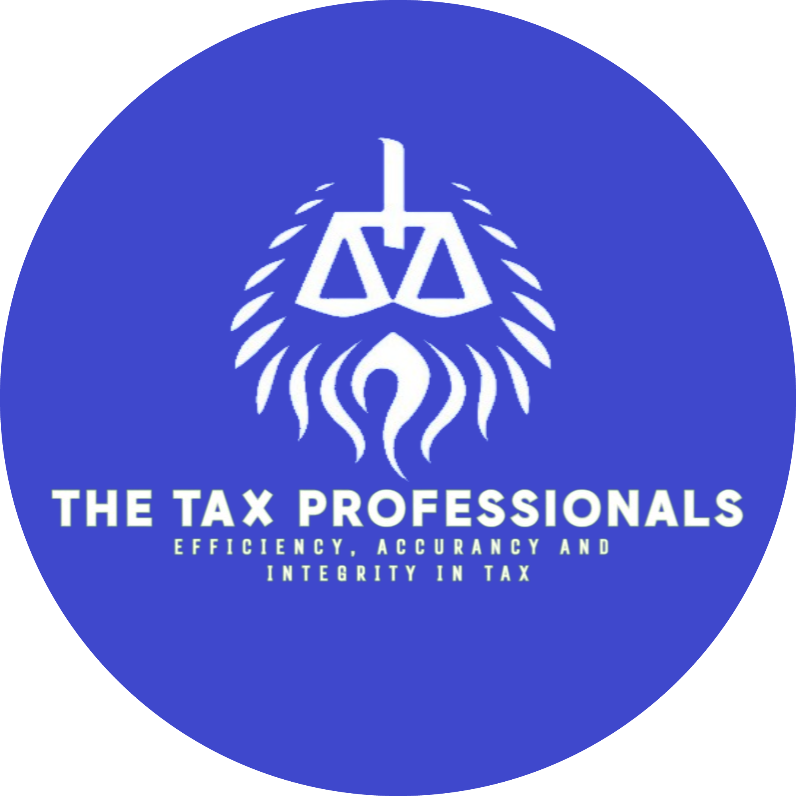 THE TAX PROFESSIONALS
EFFICIENCY, ACCURANCY AND
INTEGRITY IN TAX